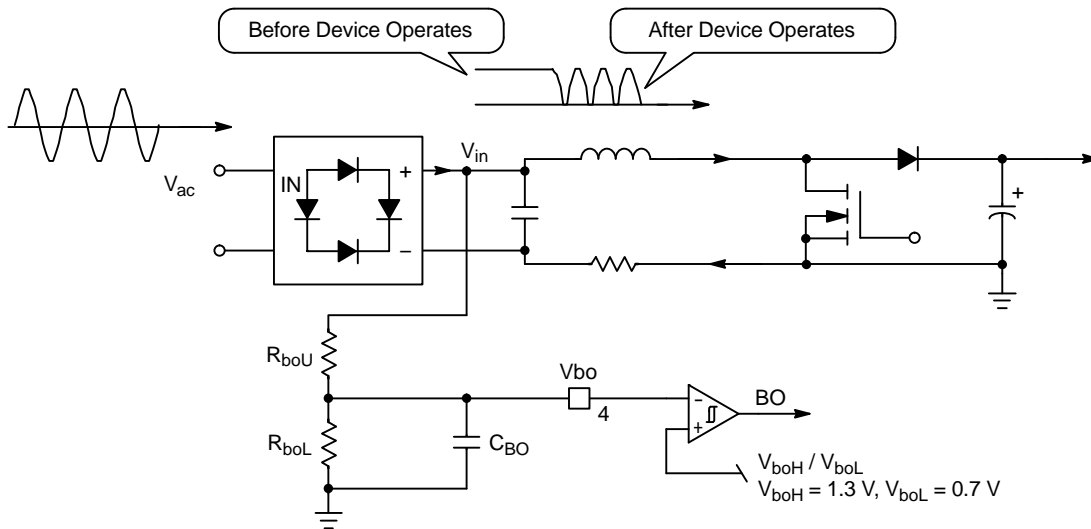 Before Device Operates
After Device Operates
V_ac
IN
+
−
V_in
+
R_boU
R_boL
C_BO
Vbo
4
−
+
BO
V_boH / V_boL
V_boH = 1.3 V, V_boL = 0.7 V